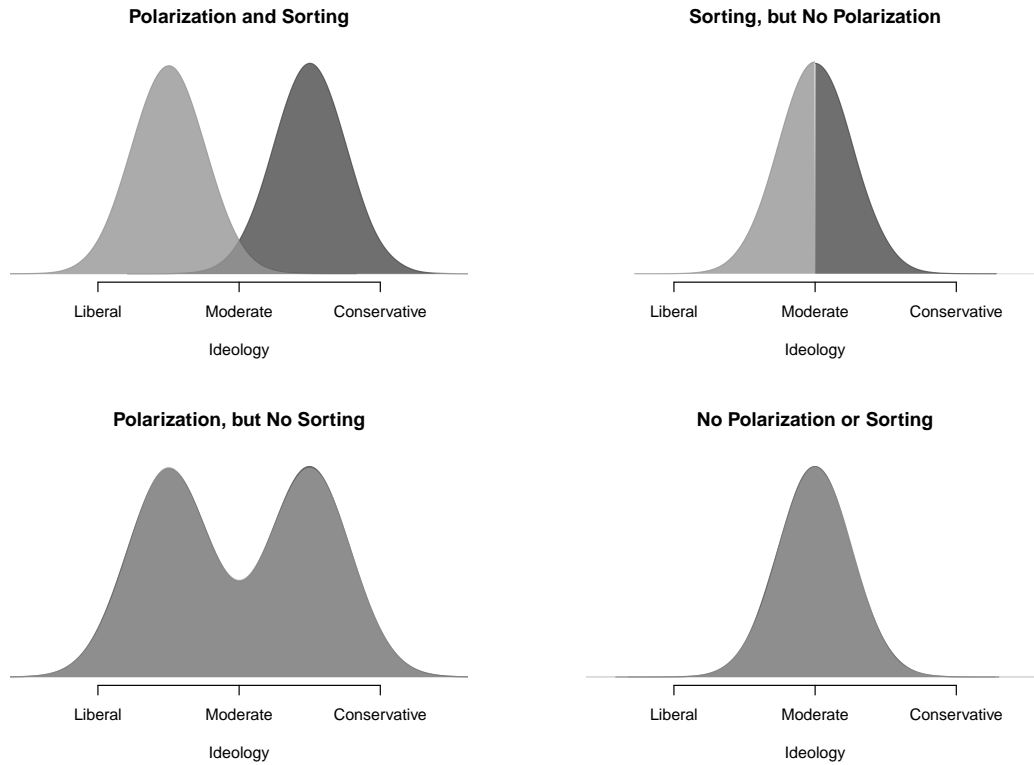 Polarization and Sorting
Liberal Moderate Conservative
Ideology
Sorting, but No Polarization
Liberal Moderate Conservative
Ideology
Polarization, but No Sorting
Liberal Moderate Conservative
Ideology
No Polarization or Sorting
Liberal Moderate Conservative
Ideology